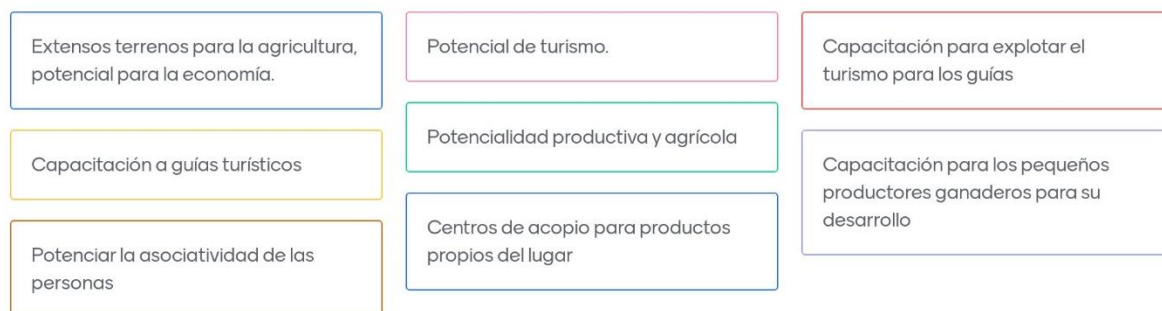 Extensos terrenos para la agricultura,
potencial para la economía.
Capacitación a guías turísticos
Potenciar la asociatividad de las
personas
Potencial de turismo.
Potencialidad productiva y agrícola
Centros de acopio para productos
propios del lugar
Capacitación para explotar el
turismo para los guías
Capacitación para los pequeños
productores ganaderos para su
desarrollo